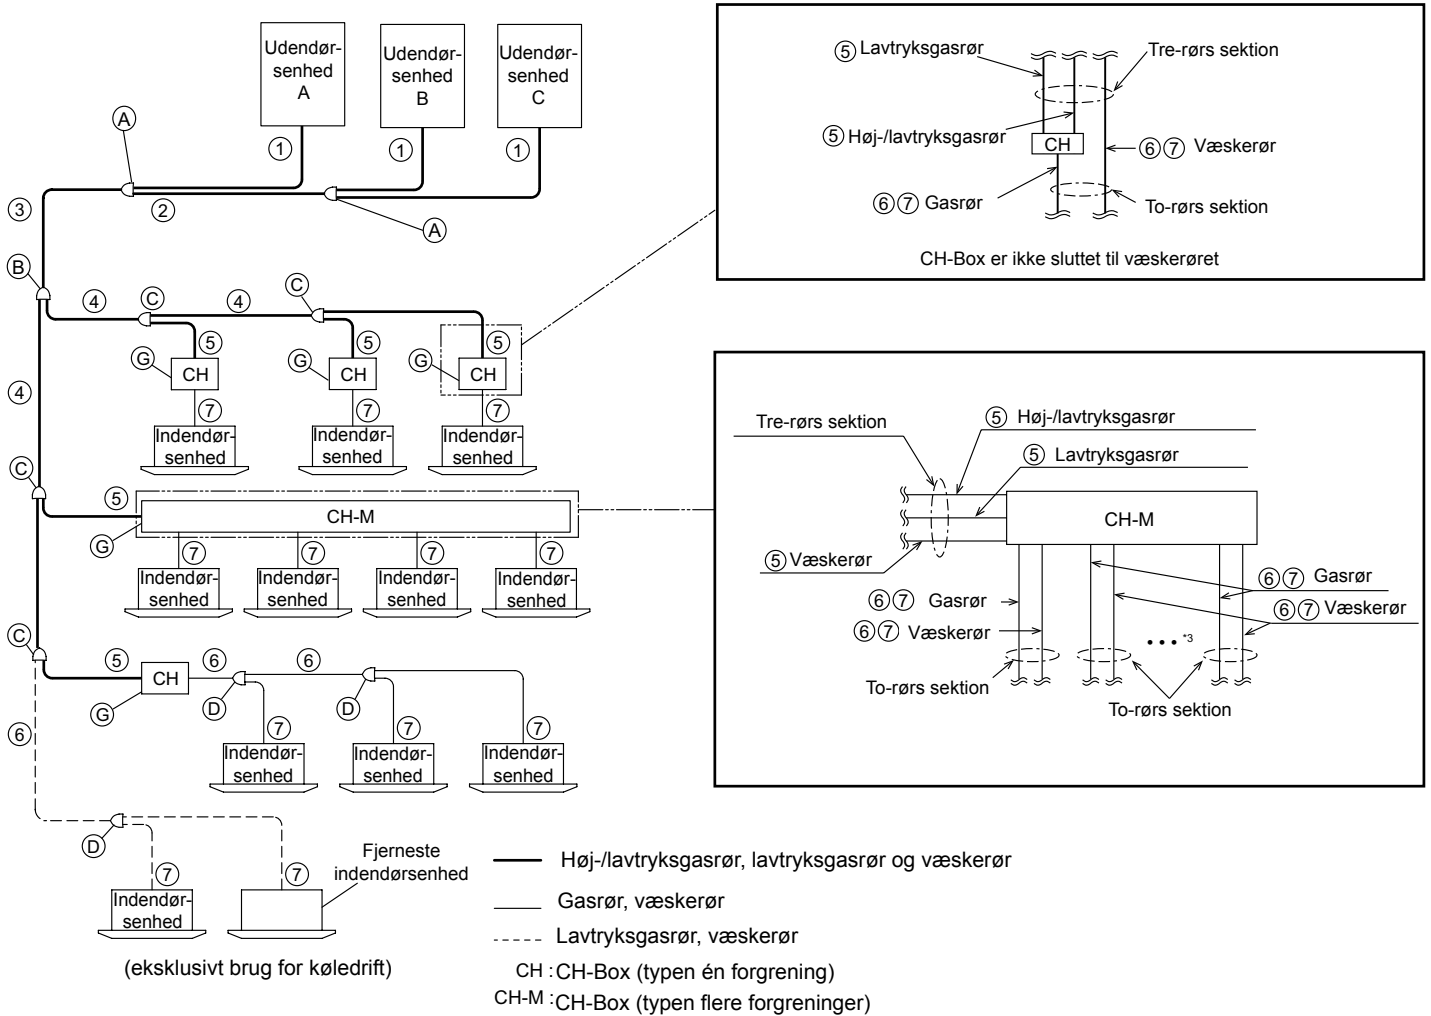 Udendør-
senhed
A
Udendør-
senhed
B
Udendør-
senhed
C
Ⓐ
①
①
①
③
②
Ⓐ
Ⓑ
④
Ⓒ
④
Ⓒ
⑤
⑤
⑤
Ⓖ
CH
Ⓖ
CH
Ⓖ
CH
④
⑦
⑦
⑦
Indendør-
senhed
Indendør-
senhed
Indendør-
senhed
Ⓒ
⑤
CH-M
Ⓖ
⑦
⑦
⑦
⑦
Indendør-
senhed
Indendør-
senhed
Indendør-
senhed
Indendør-
senhed
Ⓒ
⑤
CH
⑥
⑥
Ⓖ
Ⓓ
Ⓓ
⑥
⑦
⑦
⑦
Indendør-
senhed
Indendør-
senhed
Indendør-
senhed
Ⓓ
⑦
⑦
Indendør-
senhed
Fjerneste
indendørsenhed
(eksklusivt brug for køledrift)
⑤ Lavtryksgasrør
Tre-rørs sektion
⑤ Høj-/lavtryksgasrør
CH
⑥⑦ Væskerør
⑥⑦ Gasrør
To-rørs sektion
CH-Box er ikke sluttet til væskerøret
Tre-rørs sektion
⑤ Høj-/lavtryksgasrør
⑤ Lavtryksgasrør
CH-M
⑤ Væskerør
⑥⑦ Gasrør
⑥⑦ Væskerør
⑥⑦ Gasrør
⑥⑦ Væskerør
• • • *3
To-rørs sektion
To-rørs sektion
Høj-/lavtryksgasrør, lavtryksgasrør og væskerør
Gasrør, væskerør
Lavtryksgasrør, væskerør
CH : CH-Box (typen én forgrening)
CH-M : CH-Box (typen flere forgreninger)